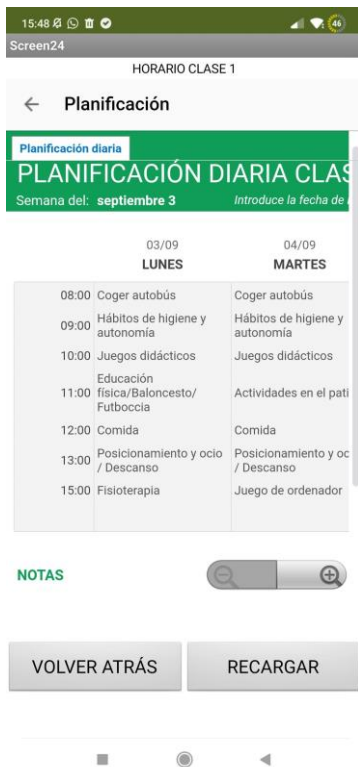 15:48
46
Screen24
HORARIO CLASE 1
Planificación
Planificación diaria
PLANIFICACIÓN DIARIA CLAS
Semana del: septiembre 3 Introduce la fecha de
03/09 04/09
LUNES MARTES
08:00 Coger autobús Coger autobús
09:00 Hábitos de higiene y autonomía Hábitos de higiene y autonomía
10:00 Juegos didácticos Juegos didácticos
11:00 Educación física/Baloncesto/ Futboccia Actividades en el pati
12:00 Comida Comida
13:00 Posicionamiento y ocio / Descanso Posicionamiento y oc / Descanso
15:00 Fisioterapia Juego de ordenador
NOTAS
VOLVER ATRÁS RECARGAR